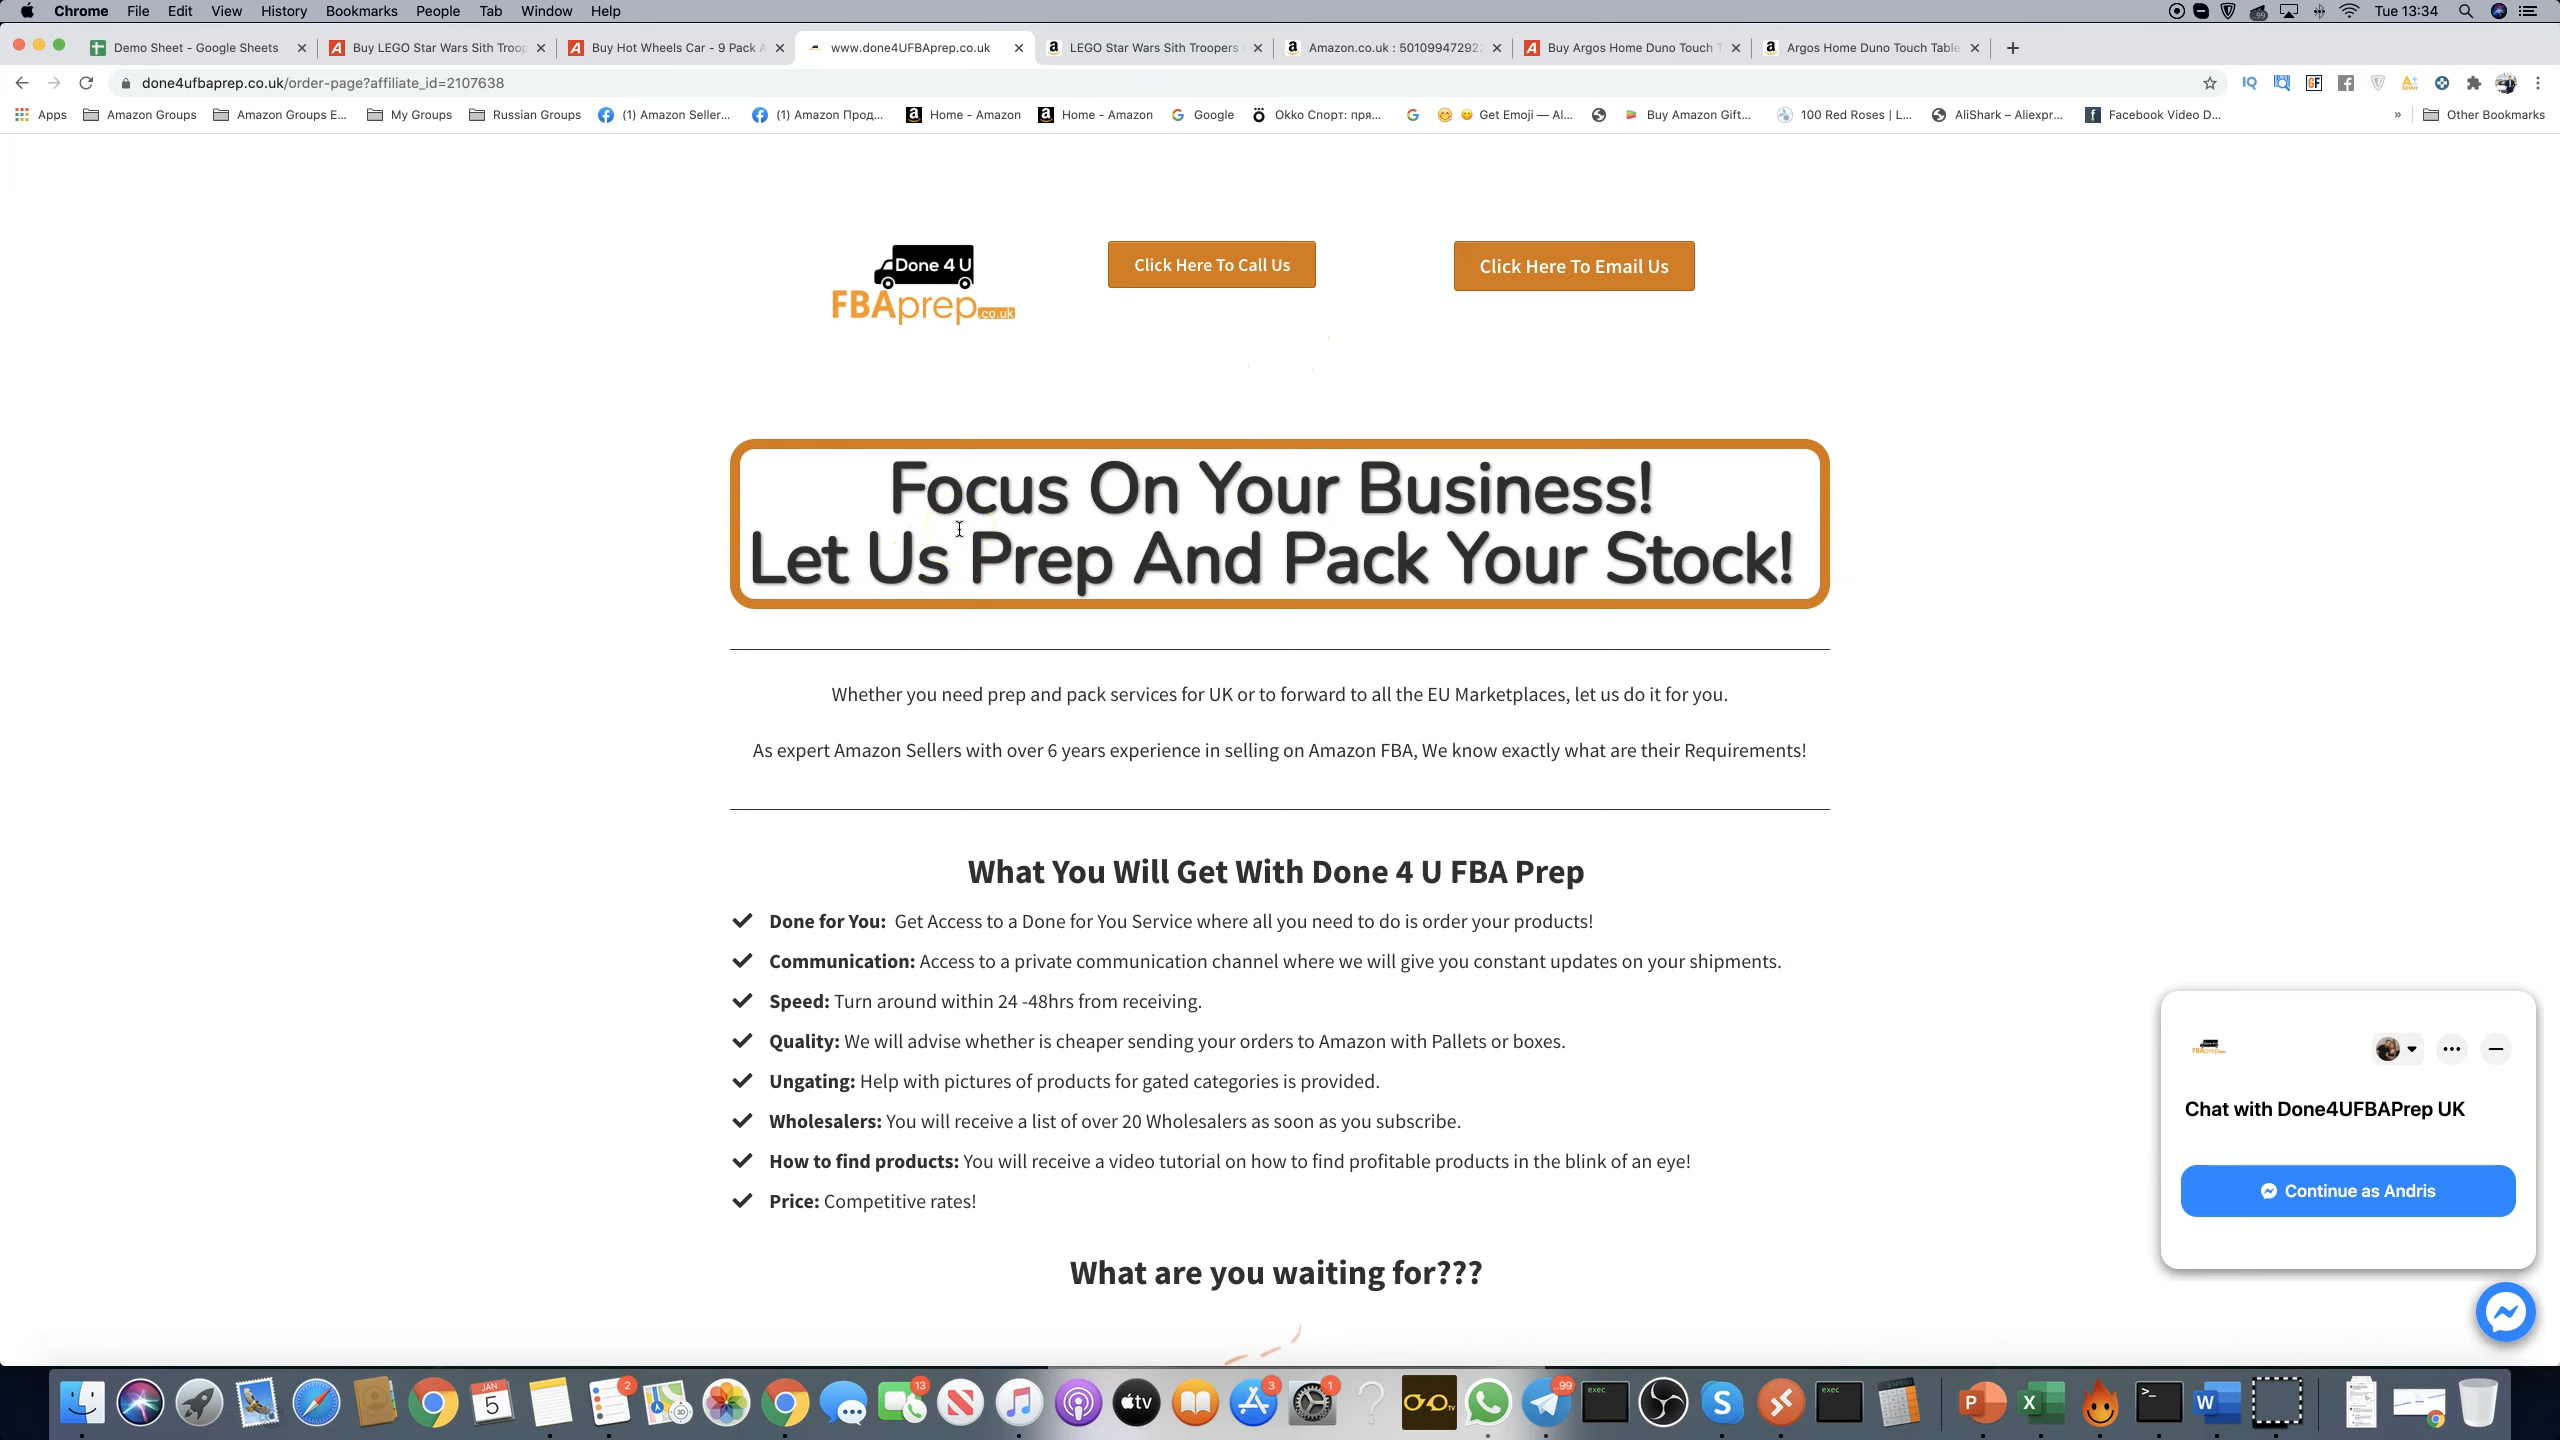 Chrome File Edit View History Bookmarks People Tab Window Help Tue 13:34
Demo Sheet - Google Sheets Buy LEGO Star Wars Sith Troop Buy Hot Wheels Car - 9 Pack A www.done4UFBAprep.co.uk LEGO Star Wars Sith Troopers Amazon.co.uk : 5010994729 Buy Argos Home Duno Touch T Argos Home Duno Touch Table
done4ufbaprep.co.uk/order-page?affiliate_id=2107638
Apps Amazon Groups Amazon Groups E... My Groups Russian Groups (1) Amazon Seller... (1) Amazon Прод... Home - Amazon Home - Amazon Google Okko Спорт: пря... Get Emoji — Al... Buy Amazon Gift... 100 Red Roses | L... AliShark – Aliexpr... Facebook Video D... » Other Bookmarks
Done 4 U
FBAprep.co.uk
Click Here To Call Us
Click Here To Email Us
Focus On Your Business!
Let Us Prep And Pack Your Stock!
Whether you need prep and pack services for UK or to forward to all the EU Marketplaces, let us do it for you.
As expert Amazon Sellers with over 6 years experience in selling on Amazon FBA, We know exactly what are their Requirements!
What You Will Get With Done 4 U FBA Prep
Done for You: Get Access to a Done for You Service where all you need to do is order your products!
Communication: Access to a private communication channel where we will give you constant updates on your shipments.
Speed: Turn around within 24 -48hrs from receiving.
Quality: We will advise whether is cheaper sending your orders to Amazon with Pallets or boxes.
Ungating: Help with pictures of products for gated categories is provided.
Wholesalers: You will receive a list of over 20 Wholesalers as soon as you subscribe.
How to find products: You will receive a video tutorial on how to find profitable products in the blink of an eye!
Price: Competitive rates!
What are you waiting for???
Chat with Done4UFBAPrep UK
Continue as Andris
JAN
5
2
13
tv
3
1
exec
exec